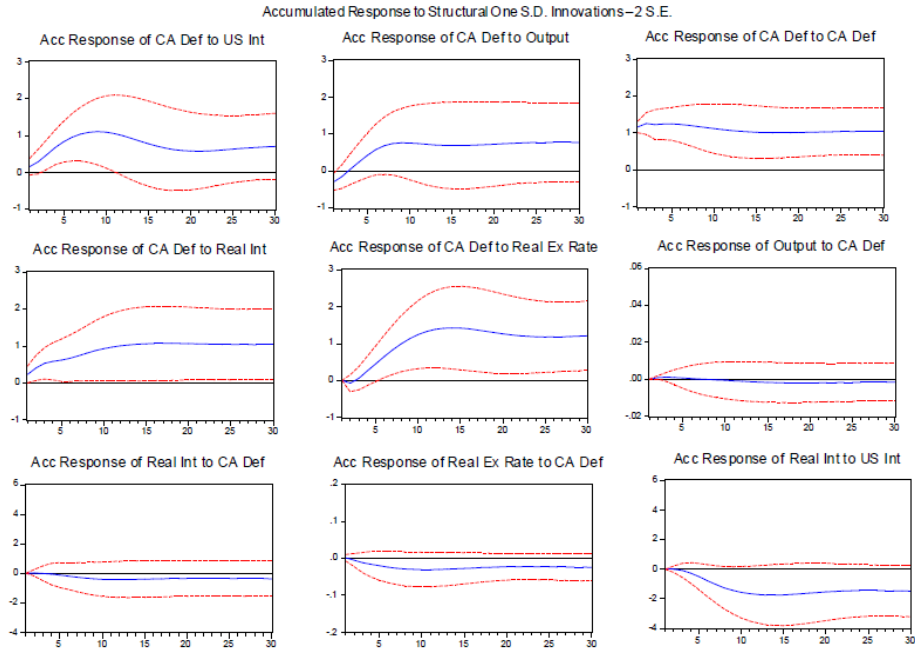 Accumulated Response to Structural One S.D. Innovations–2 S.E.
Acc Response of CA Def to US Int
3
2
1
0
-1
5 10 15 20 25 30
Acc Response of CA Def to Output
3
2
1
0
-1
5 10 15 20 25 30
Acc Response of CA Def to CA Def
3
2
1
0
-1
5 10 15 20 25 30
Acc Response of CA Def to Real Int
3
2
1
0
-1
5 10 15 20 25 30
Acc Response of CA Def to Real Ex Rate
3
2
1
0
-1
5 10 15 20 25 30
Acc Response of Output to CA Def
.06
.04
.02
.00
-.02
5 10 15 20 25 30
Acc Response of Real Int to CA Def
6
4
2
0
-2
-4
5 10 15 20 25 30
Acc Response of Real Ex Rate to CA Def
.2
.1
.0
-.1
-.2
5 10 15 20 25 30
Acc Response of Real Int to US Int
6
4
2
0
-2
-4
5 10 15 20 25 30